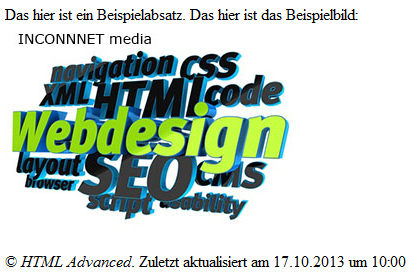 Das hier ist ein Beispielabsatz. Das hier ist das Beispielbild:
INCONNNET media
navigation CSS
XML HTML code
Webdesign
layout SEO CMS
browser
script usability
© HTML Advanced. Zuletzt aktualisiert am 17.10.2013 um 10:00